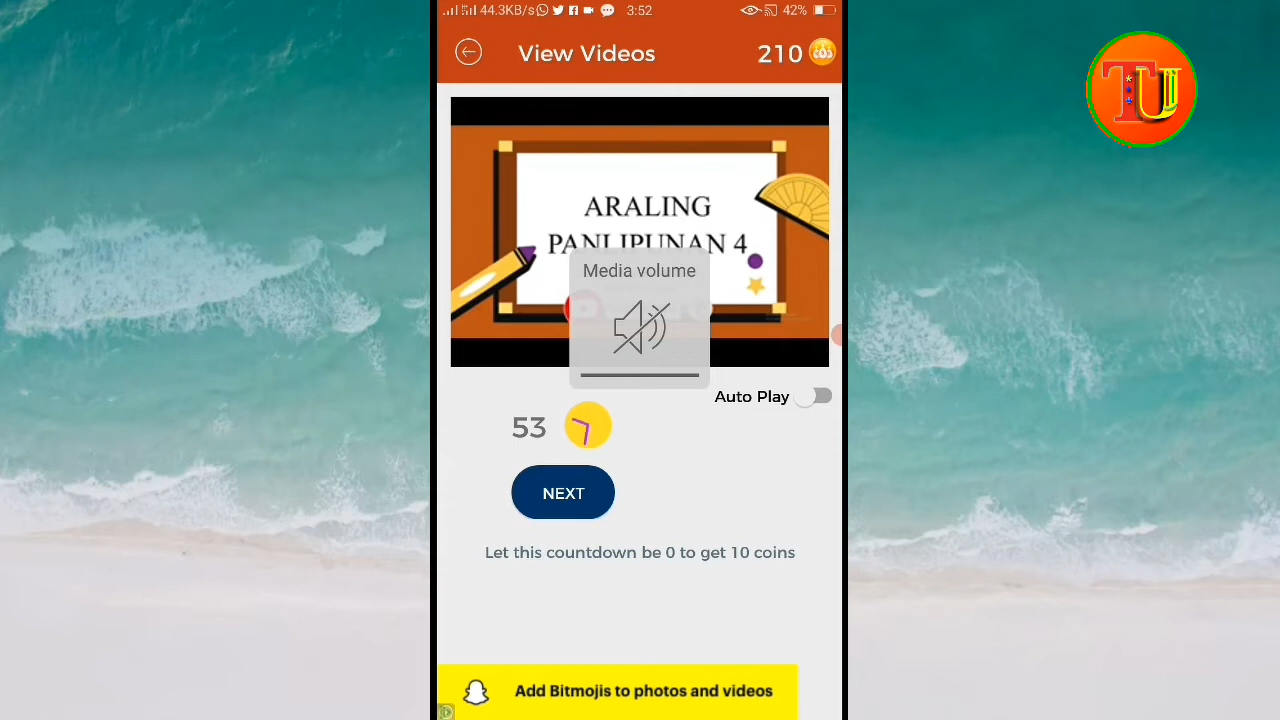 44.3KB/s 3:52 42%
View Videos 210
ARALING
PANLIPUNAN 4
Media volume
Auto Play
53
NEXT
Let this countdown be 0 to get 10 coins
Add Bitmojis to photos and videos
TU